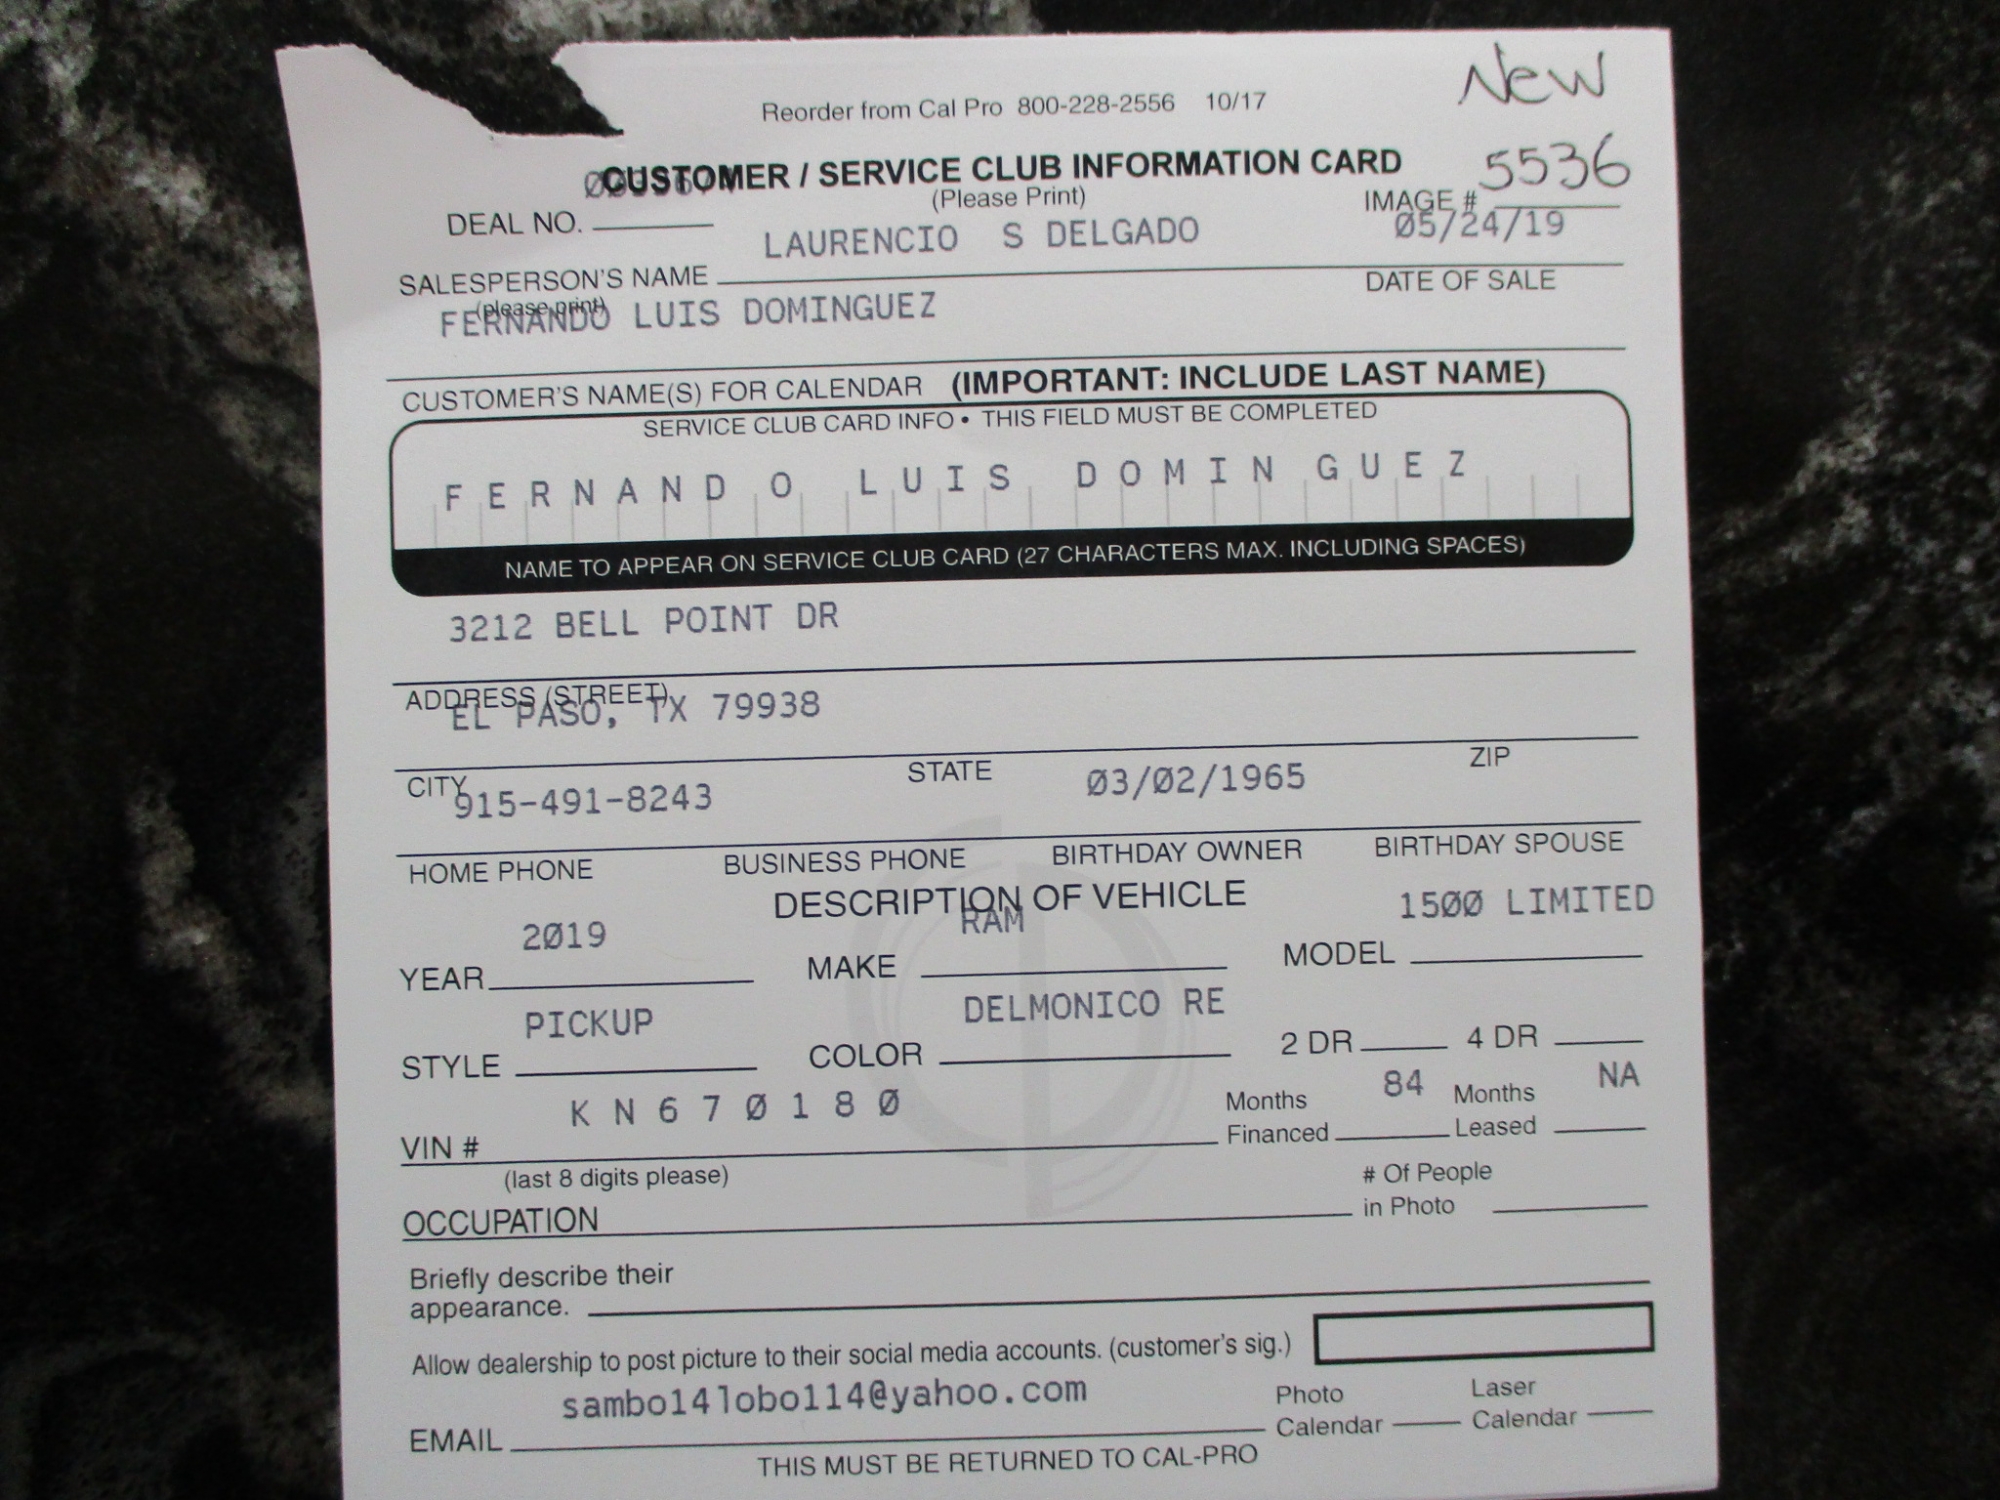 New
Reorder from Cal Pro 800-228-2556 10/17
CUSTOMER / SERVICE CLUB INFORMATION CARD
(Please Print)
5536
DEAL NO.
IMAGE #
LAURENCIO S DELGADO
05/24/19
SALESPERSON'S NAME
DATE OF SALE
(please print)
FERNANDO LUIS DOMINGUEZ
CUSTOMER'S NAME(S) FOR CALENDAR (IMPORTANT: INCLUDE LAST NAME)
SERVICE CLUB CARD INFO • THIS FIELD MUST BE COMPLETED
FERNANDO LUIS DOMINGUEZ
NAME TO APPEAR ON SERVICE CLUB CARD (27 CHARACTERS MAX. INCLUDING SPACES)
3212 BELL POINT DR
ADDRESS (STREET)
EL PASO, TX 79938
CITY STATE ZIP
915-491-8243 03/02/1965
HOME PHONE BUSINESS PHONE BIRTHDAY OWNER BIRTHDAY SPOUSE
DESCRIPTION OF VEHICLE
2019 RAM 1500 LIMITED
YEAR MAKE MODEL
PICKUP DELMONICO RE
STYLE COLOR 2 DR 4 DR
KN670180 84 NA
VIN # Months Financed Months Leased
(last 8 digits please)
OCCUPATION # Of People in Photo
Briefly describe their
appearance.
Allow dealership to post picture to their social media accounts. (customer's sig.)
sambo14lobo114@yahoo.com
EMAIL Photo Calendar Laser Calendar
THIS MUST BE RETURNED TO CAL-PRO